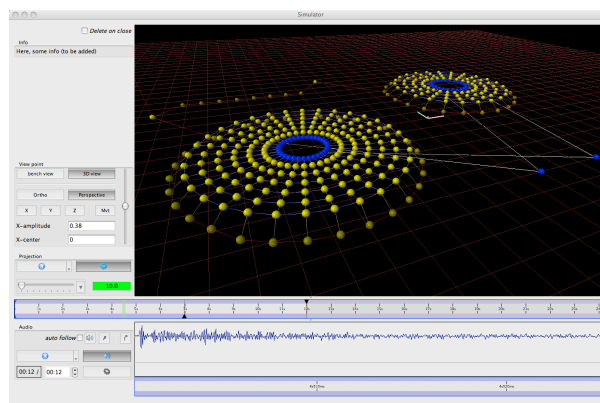 Simulator
Delete on close
Info
Here, some info (to be added)
View point
bench view 3D view
Ortho Perspective
X Y Z Mvt
X-amplitude 0.38
X-center 0
Projection
10.0
Audio
auto follow
00:12 / 00:12